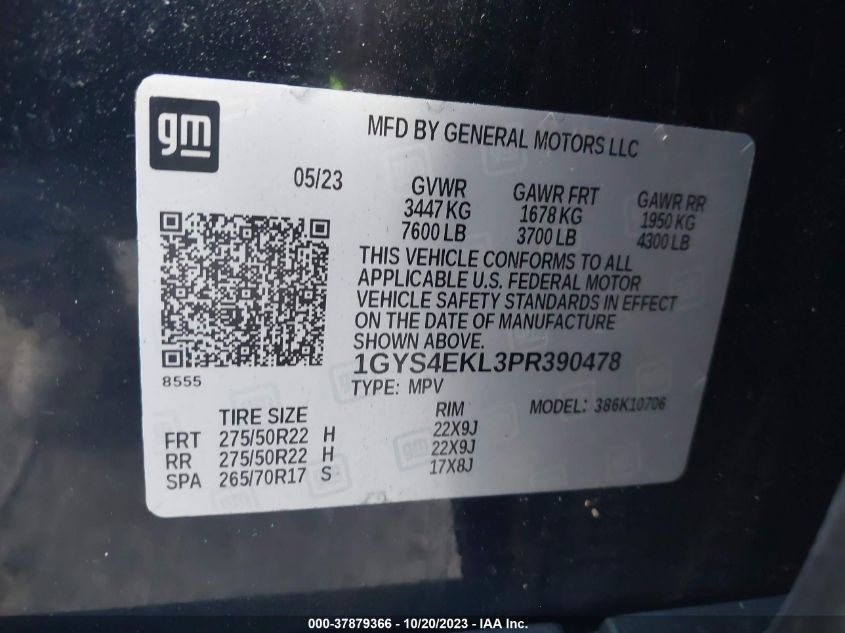 gm
MFD BY GENERAL MOTORS LLC
05/23
GVWR GAWR FRT GAWR RR
3447 KG 1678 KG 1950 KG
7600 LB 3700 LB 4300 LB
THIS VEHICLE CONFORMS TO ALL
APPLICABLE U.S. FEDERAL MOTOR
VEHICLE SAFETY STANDARDS IN EFFECT
ON THE DATE OF MANUFACTURE
SHOWN ABOVE.
1GYS4EKL3PR390478
8555
TYPE: MPV
MODEL: 386K10706
TIRE SIZE RIM
FRT 275/50R22 H 22X9J
RR 275/50R22 H 22X9J
SPA 265/70R17 S 17X8J
000-37879366 - 10/20/2023 - IAA Inc.